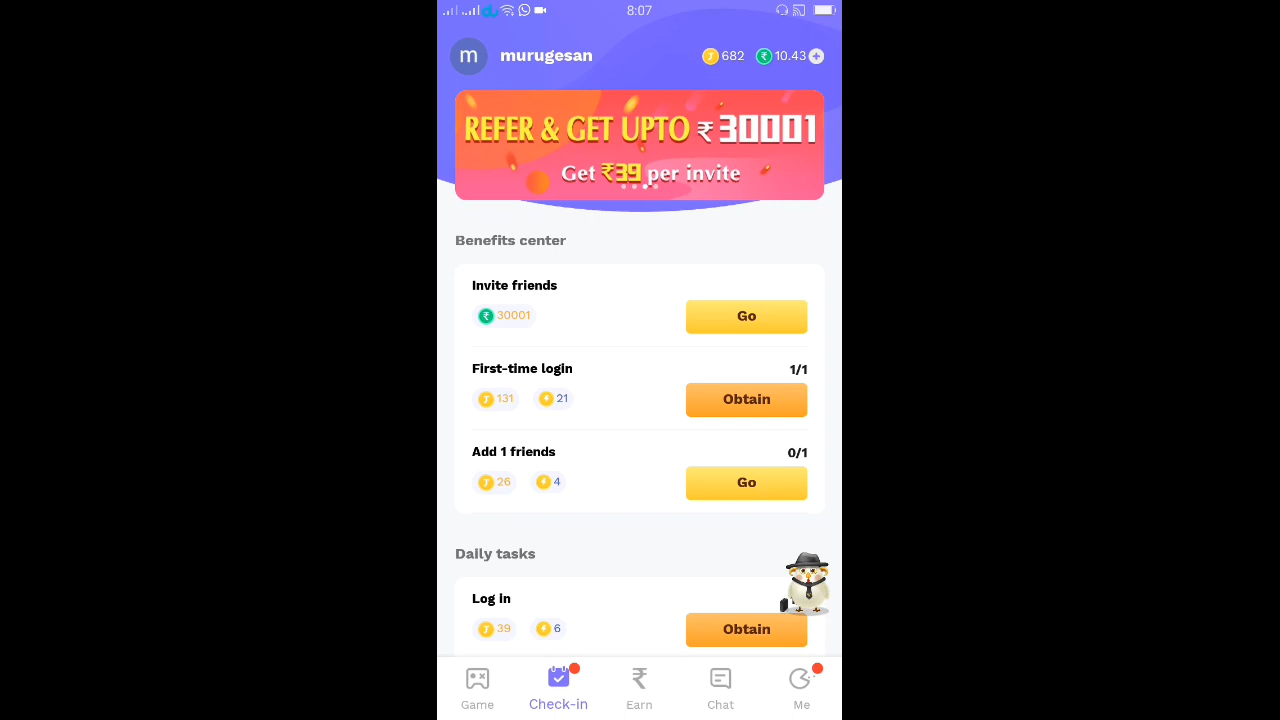 8:07
m murugesan 682 ₹ 10.43 +
REFER & GET UPTO ₹ 30001
Get ₹39 per invite
Benefits center
Invite friends
₹ 30001 Go
First-time login 1/1
131 21 Obtain
Add 1 friends 0/1
26 4 Go
Daily tasks
Log in
39 6 Obtain
Game Check-in Earn Chat Me